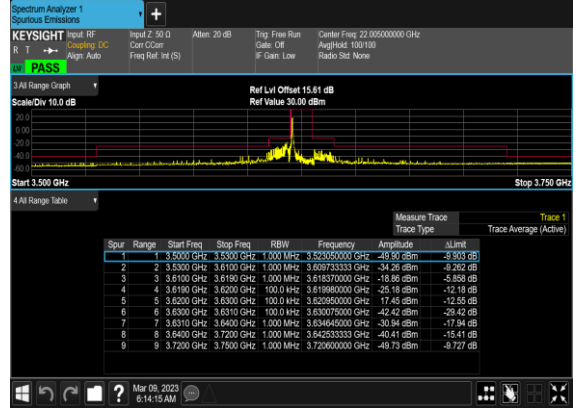 Spectrum Analyzer 1
Spurious Emissions
+
KEYSIGHT Input: RF Input Z: 50 Ω Atten: 20 dB Trig: Free Run Center Freq: 22.005000000 GHz
R T Coupling: DC Corr CCorr Gate: Off Avg|Hold: 100/100
Align: Auto Freq Ref: Int (S) IF Gain: Low Radio Std: None
PASS
3 All Range Graph
Ref Lvl Offset 15.61 dB
Scale/Div 10.0 dB Ref Value 30.00 dBm
20.0
0.00
-20.0
-40.0
-60.0
Start 3.500 GHz Stop 3.750 GHz
4 All Range Table
Measure Trace Trace 1
Trace Type Trace Average (Active)
Spur Range Start Freq Stop Freq RBW Frequency Amplitude ΔLimit
1 1 3.5000 GHz 3.5300 GHz 1.000 MHz 3.523050000 GHz -49.90 dBm -9.903 dB
2 2 3.5300 GHz 3.6100 GHz 1.000 MHz 3.609733333 GHz -34.26 dBm -9.262 dB
3 3 3.6100 GHz 3.6190 GHz 1.000 MHz 3.618370000 GHz -18.86 dBm -5.858 dB
4 4 3.6190 GHz 3.6200 GHz 100.0 kHz 3.619980000 GHz -25.18 dBm -12.18 dB
5 5 3.6200 GHz 3.6300 GHz 100.0 kHz 3.620950000 GHz 17.45 dBm -12.55 dB
6 6 3.6300 GHz 3.6310 GHz 100.0 kHz 3.630075000 GHz -42.42 dBm -29.42 dB
7 7 3.6310 GHz 3.6400 GHz 1.000 MHz 3.634645000 GHz -30.94 dBm -17.94 dB
8 8 3.6400 GHz 3.7200 GHz 1.000 MHz 3.642533333 GHz -40.41 dBm -15.41 dB
9 9 3.7200 GHz 3.7500 GHz 1.000 MHz 3.720600000 GHz -49.73 dBm -9.727 dB
? Mar 09, 2023
6:14:15 AM